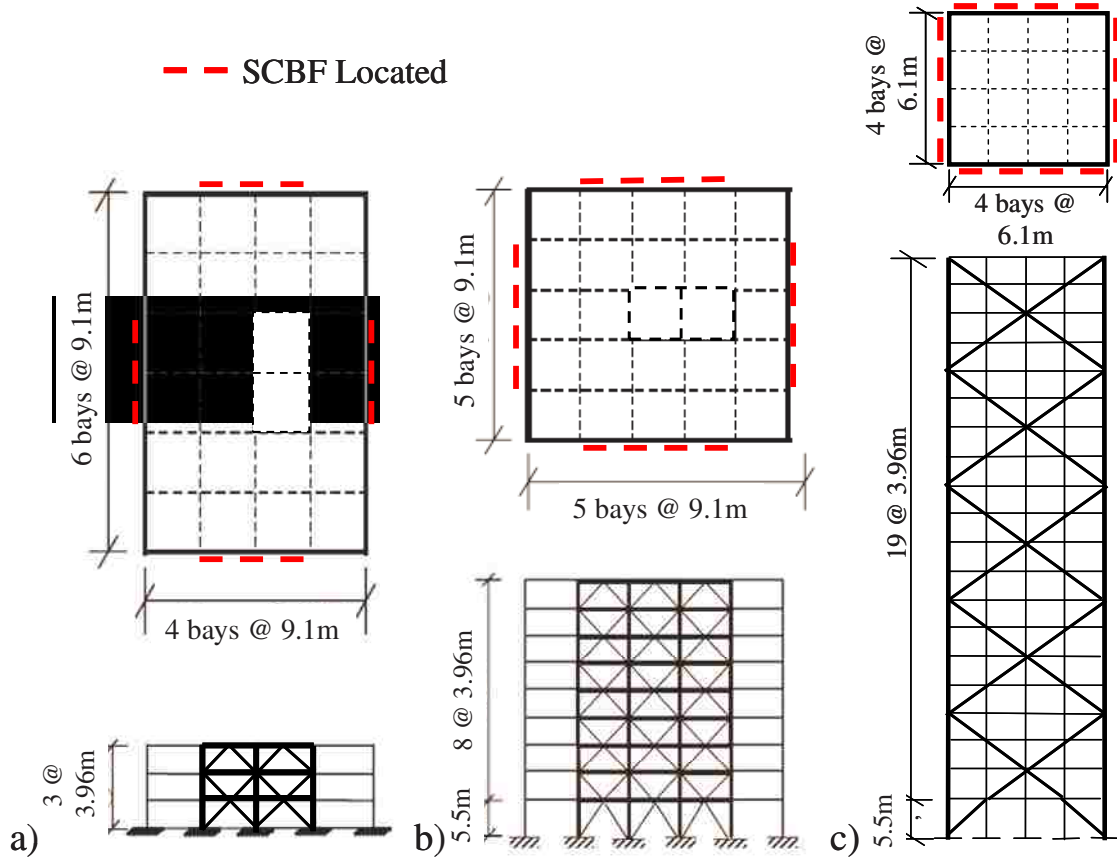 SCBF Located
4 bays @
6.1m
4 bays @
6.1m
6 bays @ 9.1m
4 bays @ 9.1m
3 @
3.96m
a)
5 bays @ 9.1m
5 bays @ 9.1m
8 @ 3.96m
5.5m
b)
19 @ 3.96m
5.5m
c)